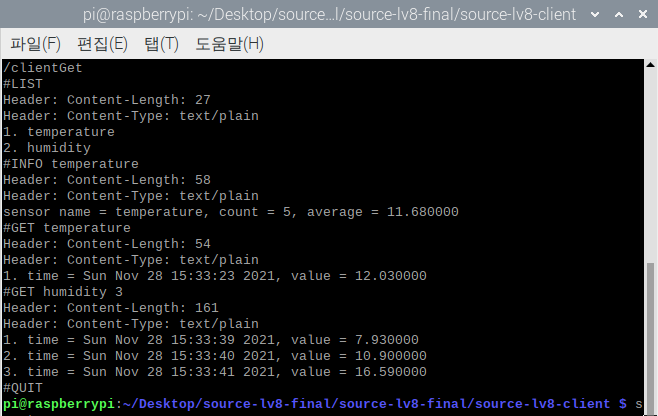 pi@raspberrypi: ~/Desktop/source...l/source-lv8-final/source-lv8-client
파일(F) 편집(E) 탭(T) 도움말(H)
/clientGet
#LIST
Header: Content-Length: 27
Header: Content-Type: text/plain
1. temperature
2. humidity
#INFO temperature
Header: Content-Length: 58
Header: Content-Type: text/plain
sensor name = temperature, count = 5, average = 11.680000
#GET temperature
Header: Content-Length: 54
Header: Content-Type: text/plain
1. time = Sun Nov 28 15:33:23 2021, value = 12.030000
#GET humidity 3
Header: Content-Length: 161
Header: Content-Type: text/plain
1. time = Sun Nov 28 15:33:39 2021, value = 7.930000
2. time = Sun Nov 28 15:33:40 2021, value = 10.900000
3. time = Sun Nov 28 15:33:41 2021, value = 16.590000
#QUIT
pi@raspberrypi:~/Desktop/source-lv8-final/source-lv8-final/source-lv8-client $ s